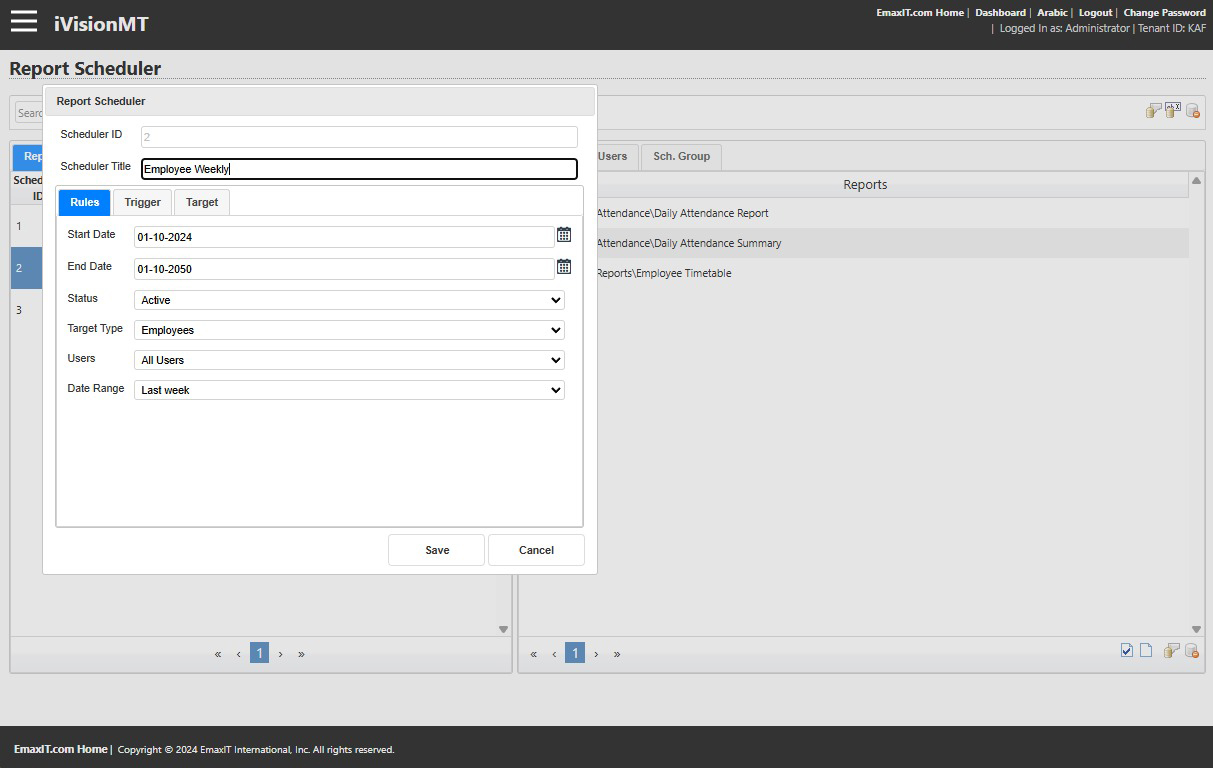 iVisionMT
EmaxIT.com Home | Dashboard | Arabic | Logout | Change Password
| Logged In as: Administrator | Tenant ID: KAF
Report Scheduler
Report Scheduler
Scheduler ID 2
Scheduler Title Employee Weekly
Rules Trigger Target
Start Date 01-10-2024
End Date 01-10-2050
Status Active
Target Type Employees
Users All Users
Date Range Last week
Save Cancel
ID
1
2
3
« ‹ 1 › »
Users Sch. Group
Reports
Attendance\Daily Attendance Report
Attendance\Daily Attendance Summary
Reports\Employee Timetable
« ‹ 1 › »
EmaxIT.com Home | Copyright © 2024 EmaxIT International, Inc. All rights reserved.